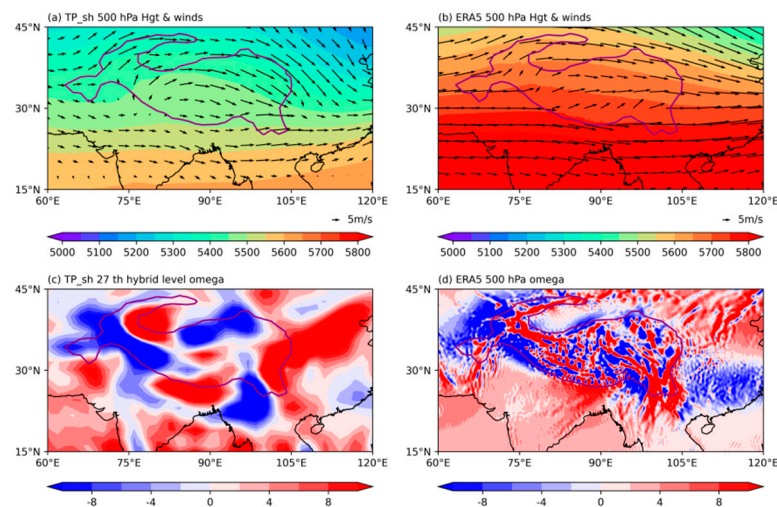 (a) TP_sh 500 hPa Hgt & winds
(b) ERA5 500 hPa Hgt & winds
45°N
45°N
30°N
30°N
15°N
15°N
60°E 75°E 90°E 105°E 120°E
60°E 75°E 90°E 105°E 120°E
5m/s
5m/s
5000 5100 5200 5300 5400 5500 5600 5700 5800
5000 5100 5200 5300 5400 5500 5600 5700 5800
(c) TP_sh 27 th hybrid level omega
(d) ERA5 500 hPa omega
45°N
45°N
30°N
30°N
15°N
15°N
60°E 75°E 90°E 105°E 120°E
60°E 75°E 90°E 105°E 120°E
-8 -4 0 4 8
-8 -4 0 4 8